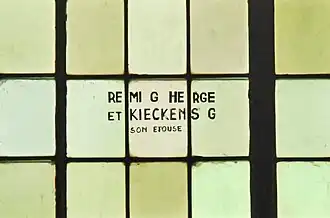 REMI G HERGE
ET KIECKENS G
SON EPOUSE